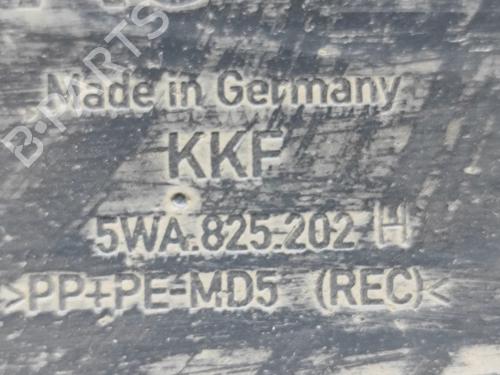 Made in Germany
KKF
5WA.825.202 H
>PP+PE-MD5 (REC)<
B-PARTS